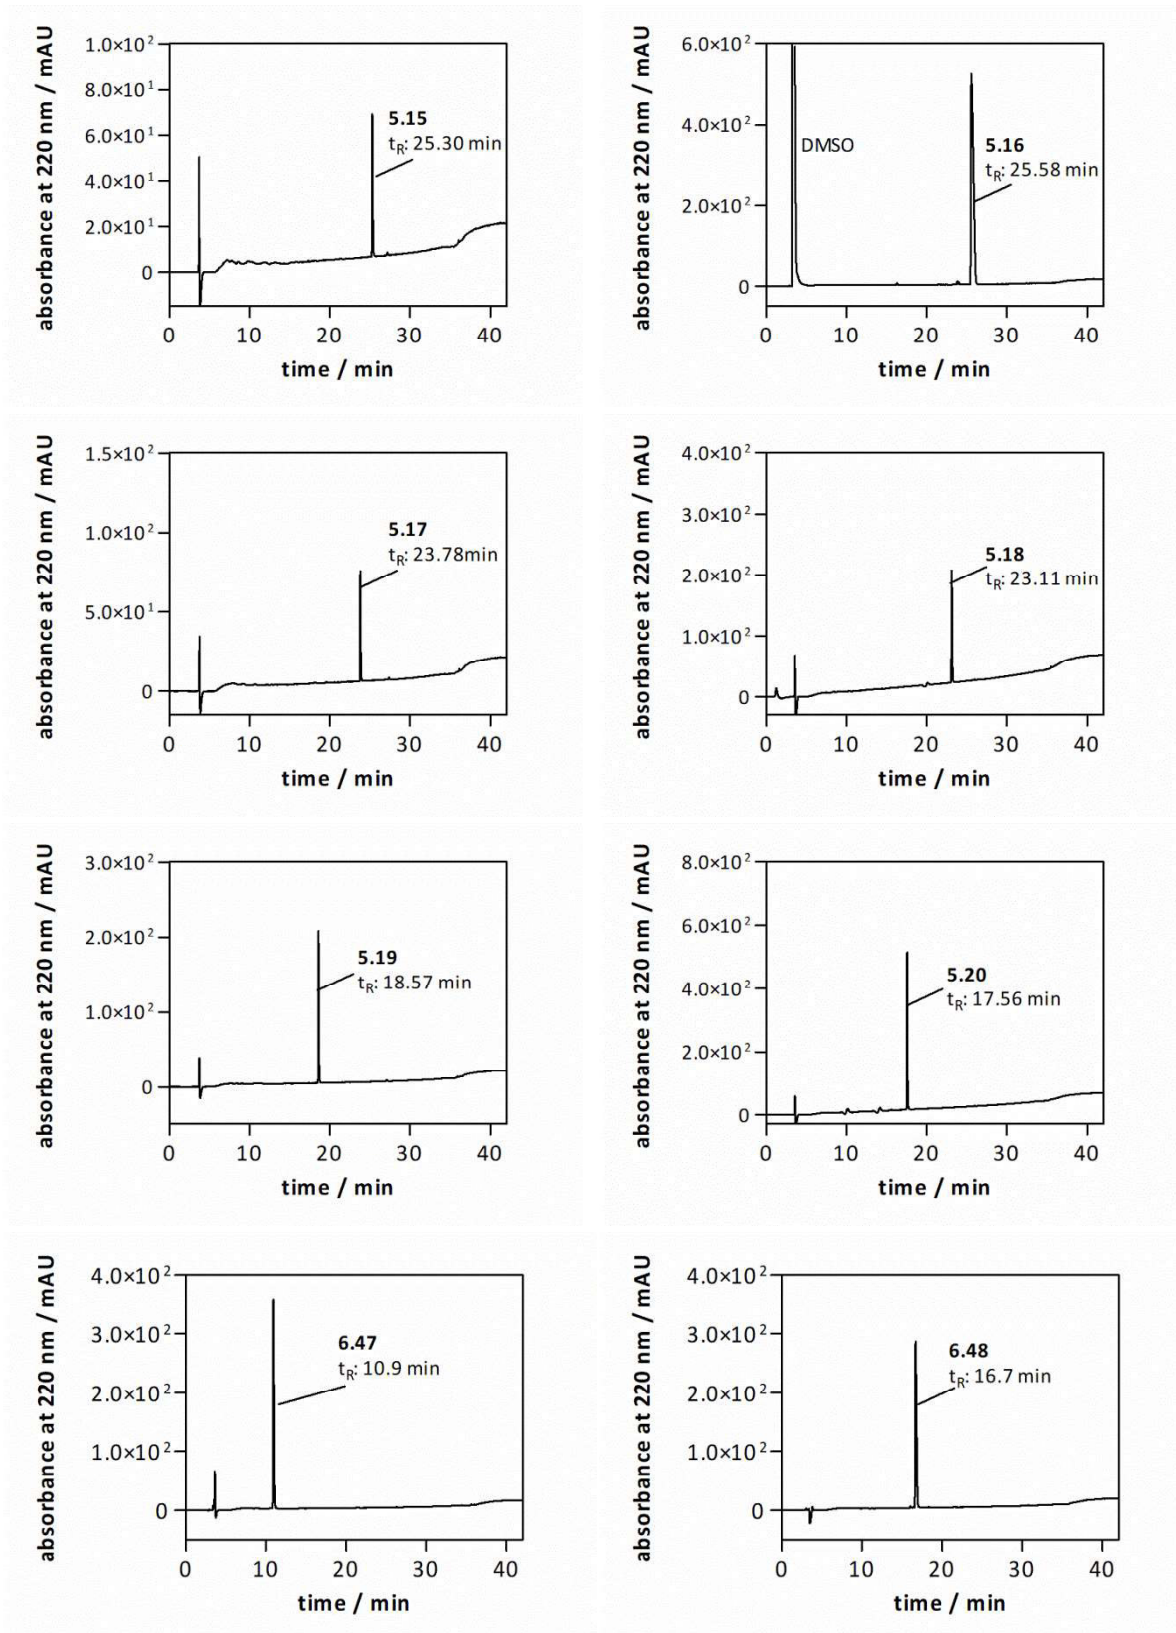 absorbance at 220 nm / mAU
1.0×10²
8.0×10¹
6.0×10¹
4.0×10¹
2.0×10¹
0
5.15
tR: 25.30 min
0 10 20 30 40
time / min
absorbance at 220 nm / mAU
6.0×10²
4.0×10²
2.0×10²
0
DMSO
5.16
tR: 25.58 min
0 10 20 30 40
time / min
absorbance at 220 nm / mAU
1.5×10²
1.0×10²
5.0×10¹
0
5.17
tR: 23.78min
0 10 20 30 40
time / min
absorbance at 220 nm / mAU
4.0×10²
3.0×10²
2.0×10²
1.0×10²
0
5.18
tR: 23.11 min
0 10 20 30 40
time / min
absorbance at 220 nm / mAU
3.0×10²
2.0×10²
1.0×10²
0
5.19
tR: 18.57 min
0 10 20 30 40
time / min
absorbance at 220 nm / mAU
8.0×10²
6.0×10²
4.0×10²
2.0×10²
0
5.20
tR: 17.56 min
0 10 20 30 40
time / min
absorbance at 220 nm / mAU
4.0×10²
3.0×10²
2.0×10²
1.0×10²
0
6.47
tR: 10.9 min
0 10 20 30 40
time / min
absorbance at 220 nm / mAU
4.0×10²
3.0×10²
2.0×10²
1.0×10²
0
6.48
tR: 16.7 min
0 10 20 30 40
time / min